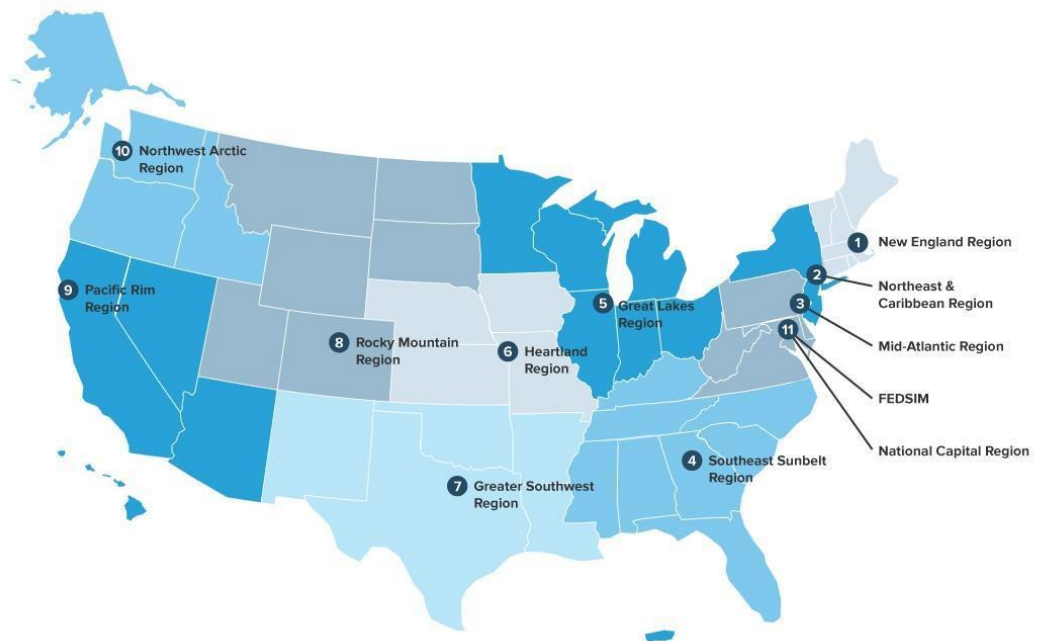 10 Northwest Arctic
Region
9 Pacific Rim
Region
8 Rocky Mountain
Region
6 Heartland
Region
5 Great Lakes
Region
7 Greater Southwest
Region
4 Southeast Sunbelt
Region
1 New England Region
2 Northeast &
Caribbean Region
3 Mid-Atlantic Region
11 FEDSIM
National Capital Region